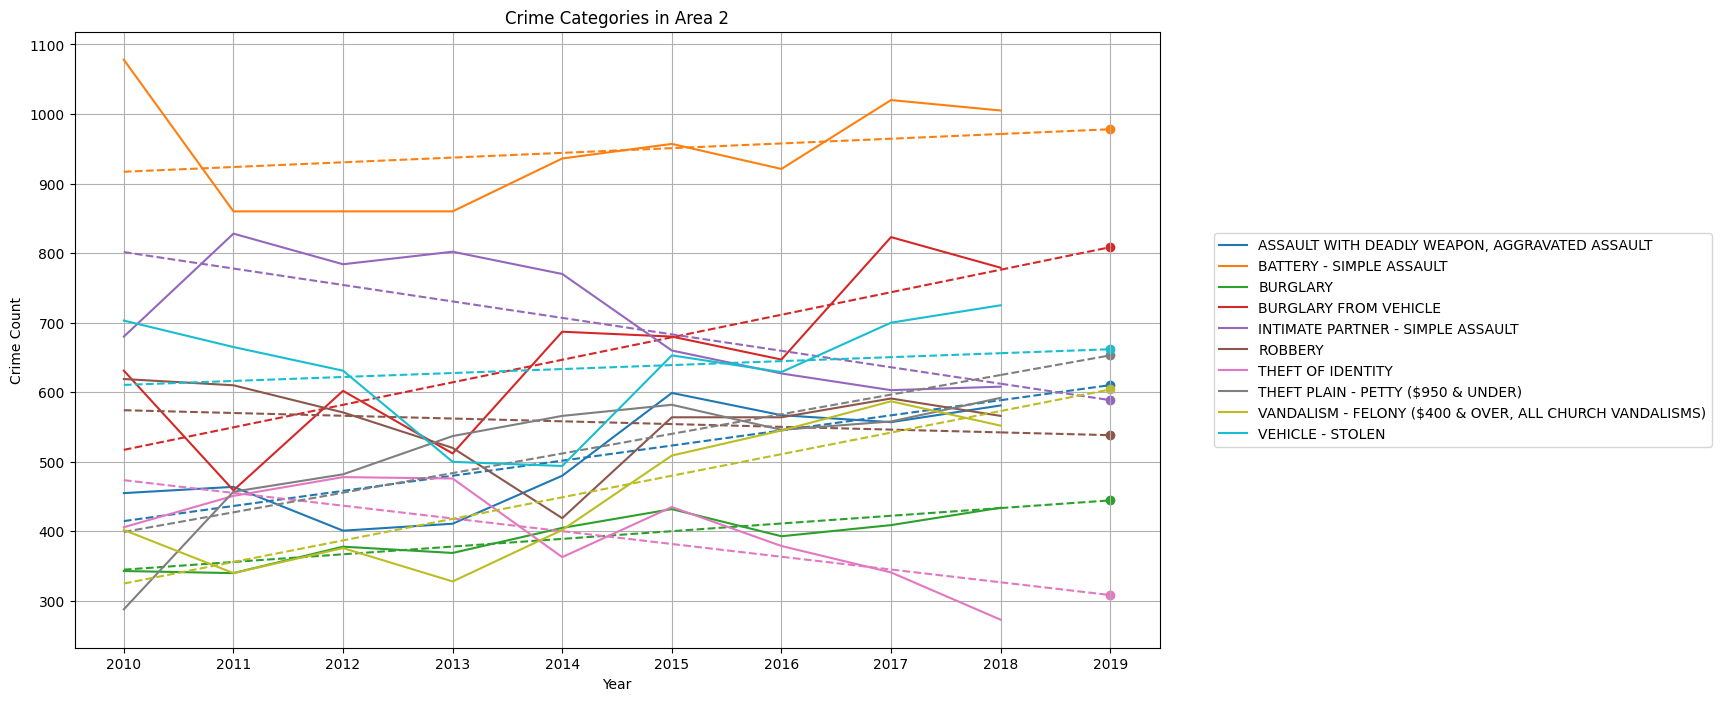 Crime Categories in Area 2
1100
1000
900
800
700
600
500
400
300
Crime Count
2010 2011 2012 2013 2014 2015 2016 2017 2018 2019
Year
ASSAULT WITH DEADLY WEAPON, AGGRAVATED ASSAULT
BATTERY - SIMPLE ASSAULT
BURGLARY
BURGLARY FROM VEHICLE
INTIMATE PARTNER - SIMPLE ASSAULT
ROBBERY
THEFT OF IDENTITY
THEFT PLAIN - PETTY ($950 & UNDER)
VANDALISM - FELONY ($400 & OVER, ALL CHURCH VANDALISMS)
VEHICLE - STOLEN